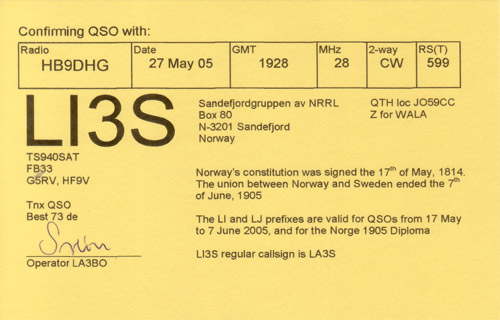 Confirming QSO with:
Radio Date GMT MHz 2-way RS(T)
HB9DHG 27 May 05 1928 28 CW 599
LI3S
Sandefjordgruppen av NRRL
Box 80
N-3201 Sandefjord
Norway
QTH loc JO59CC
Z for WALA
TS940SAT
FB33
G5RV, HF9V
Tnx QSO
Best 73 de
Operator LA3BO
Norway's constitution was signed the 17th of May, 1814.
The union between Norway and Sweden ended the 7th
of June, 1905
The LI and LJ prefixes are valid for QSOs from 17 May
to 7 June 2005, and for the Norge 1905 Diploma
LI3S regular callsign is LA3S